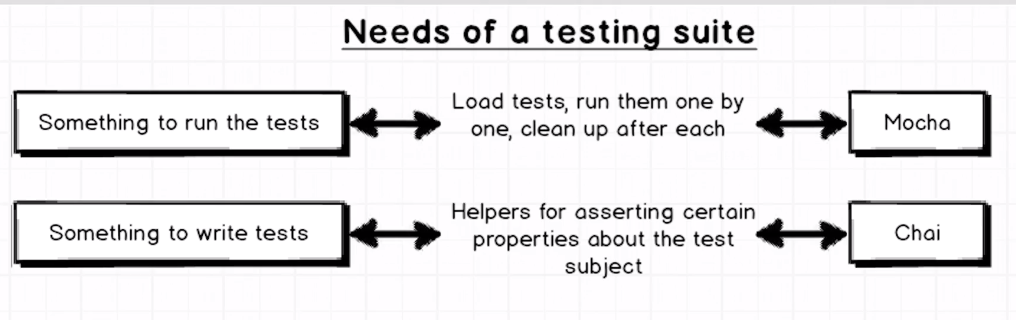 Needs of a testing suite
Something to run the tests
Load tests, run them one by
one, clean up after each
Mocha
Something to write tests
Helpers for asserting certain
properties about the test
subject
Chai